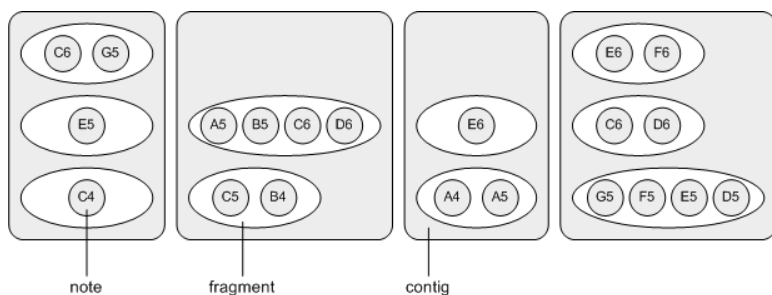 C6 G5 E6 F6
E5 A5 B5 C6 D6 E6 C6 D6
C4 C5 B4 A4 A5 G5 F5 E5 D5
note fragment contig